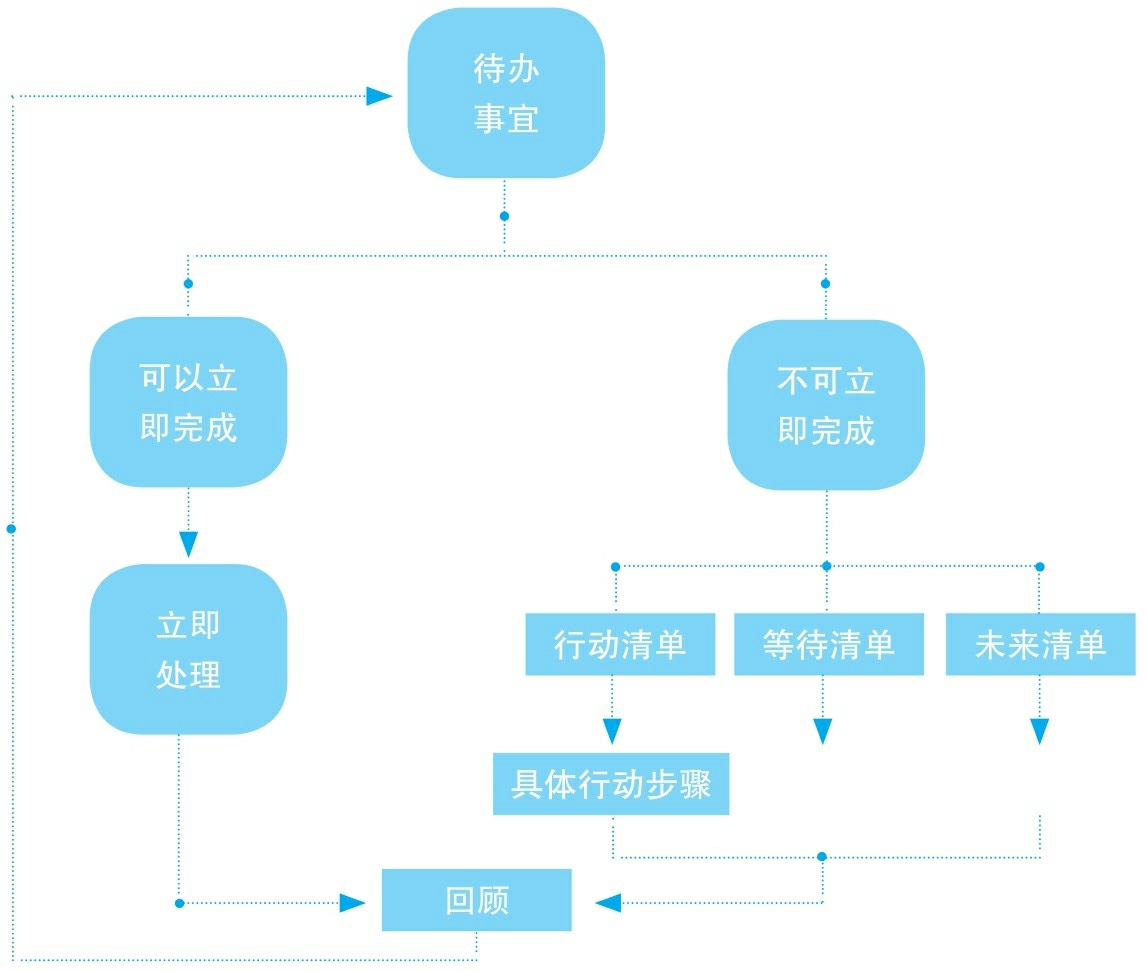 待办
事宜
可以立
即完成
不可立
即完成
立即
处理
行动清单
等待清单
未来清单
具体行动步骤
回顾